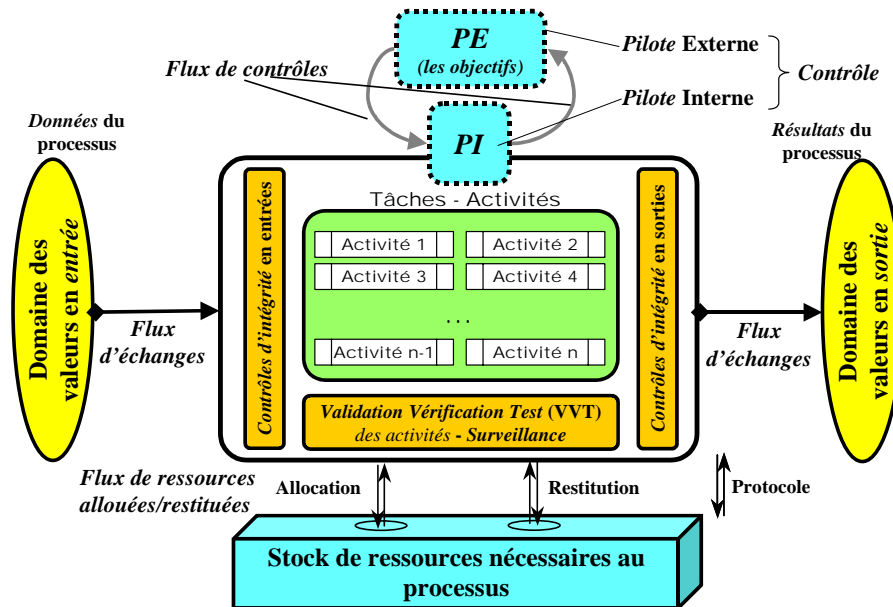 PE
(les objectifs)
Pilote Externe
Flux de contrôles
Contrôle
Pilote Interne
PI
Données du
processus
Résultats du
processus
Tâches - Activités
Domaine des
valeurs en entrée
Contrôles d'intégrité en entrées
Activité 1
Activité 2
Activité 3
Activité 4
...
Activité n-1
Activité n
Contrôles d'intégrité en sorties
Domaine des
valeurs en sortie
Flux
d'échanges
Flux
d'échanges
Validation Vérification Test (VVT)
des activités - Surveillance
Flux de ressources
allouées/restituées
Allocation
Restitution
Protocole
Stock de ressources nécessaires au
processus